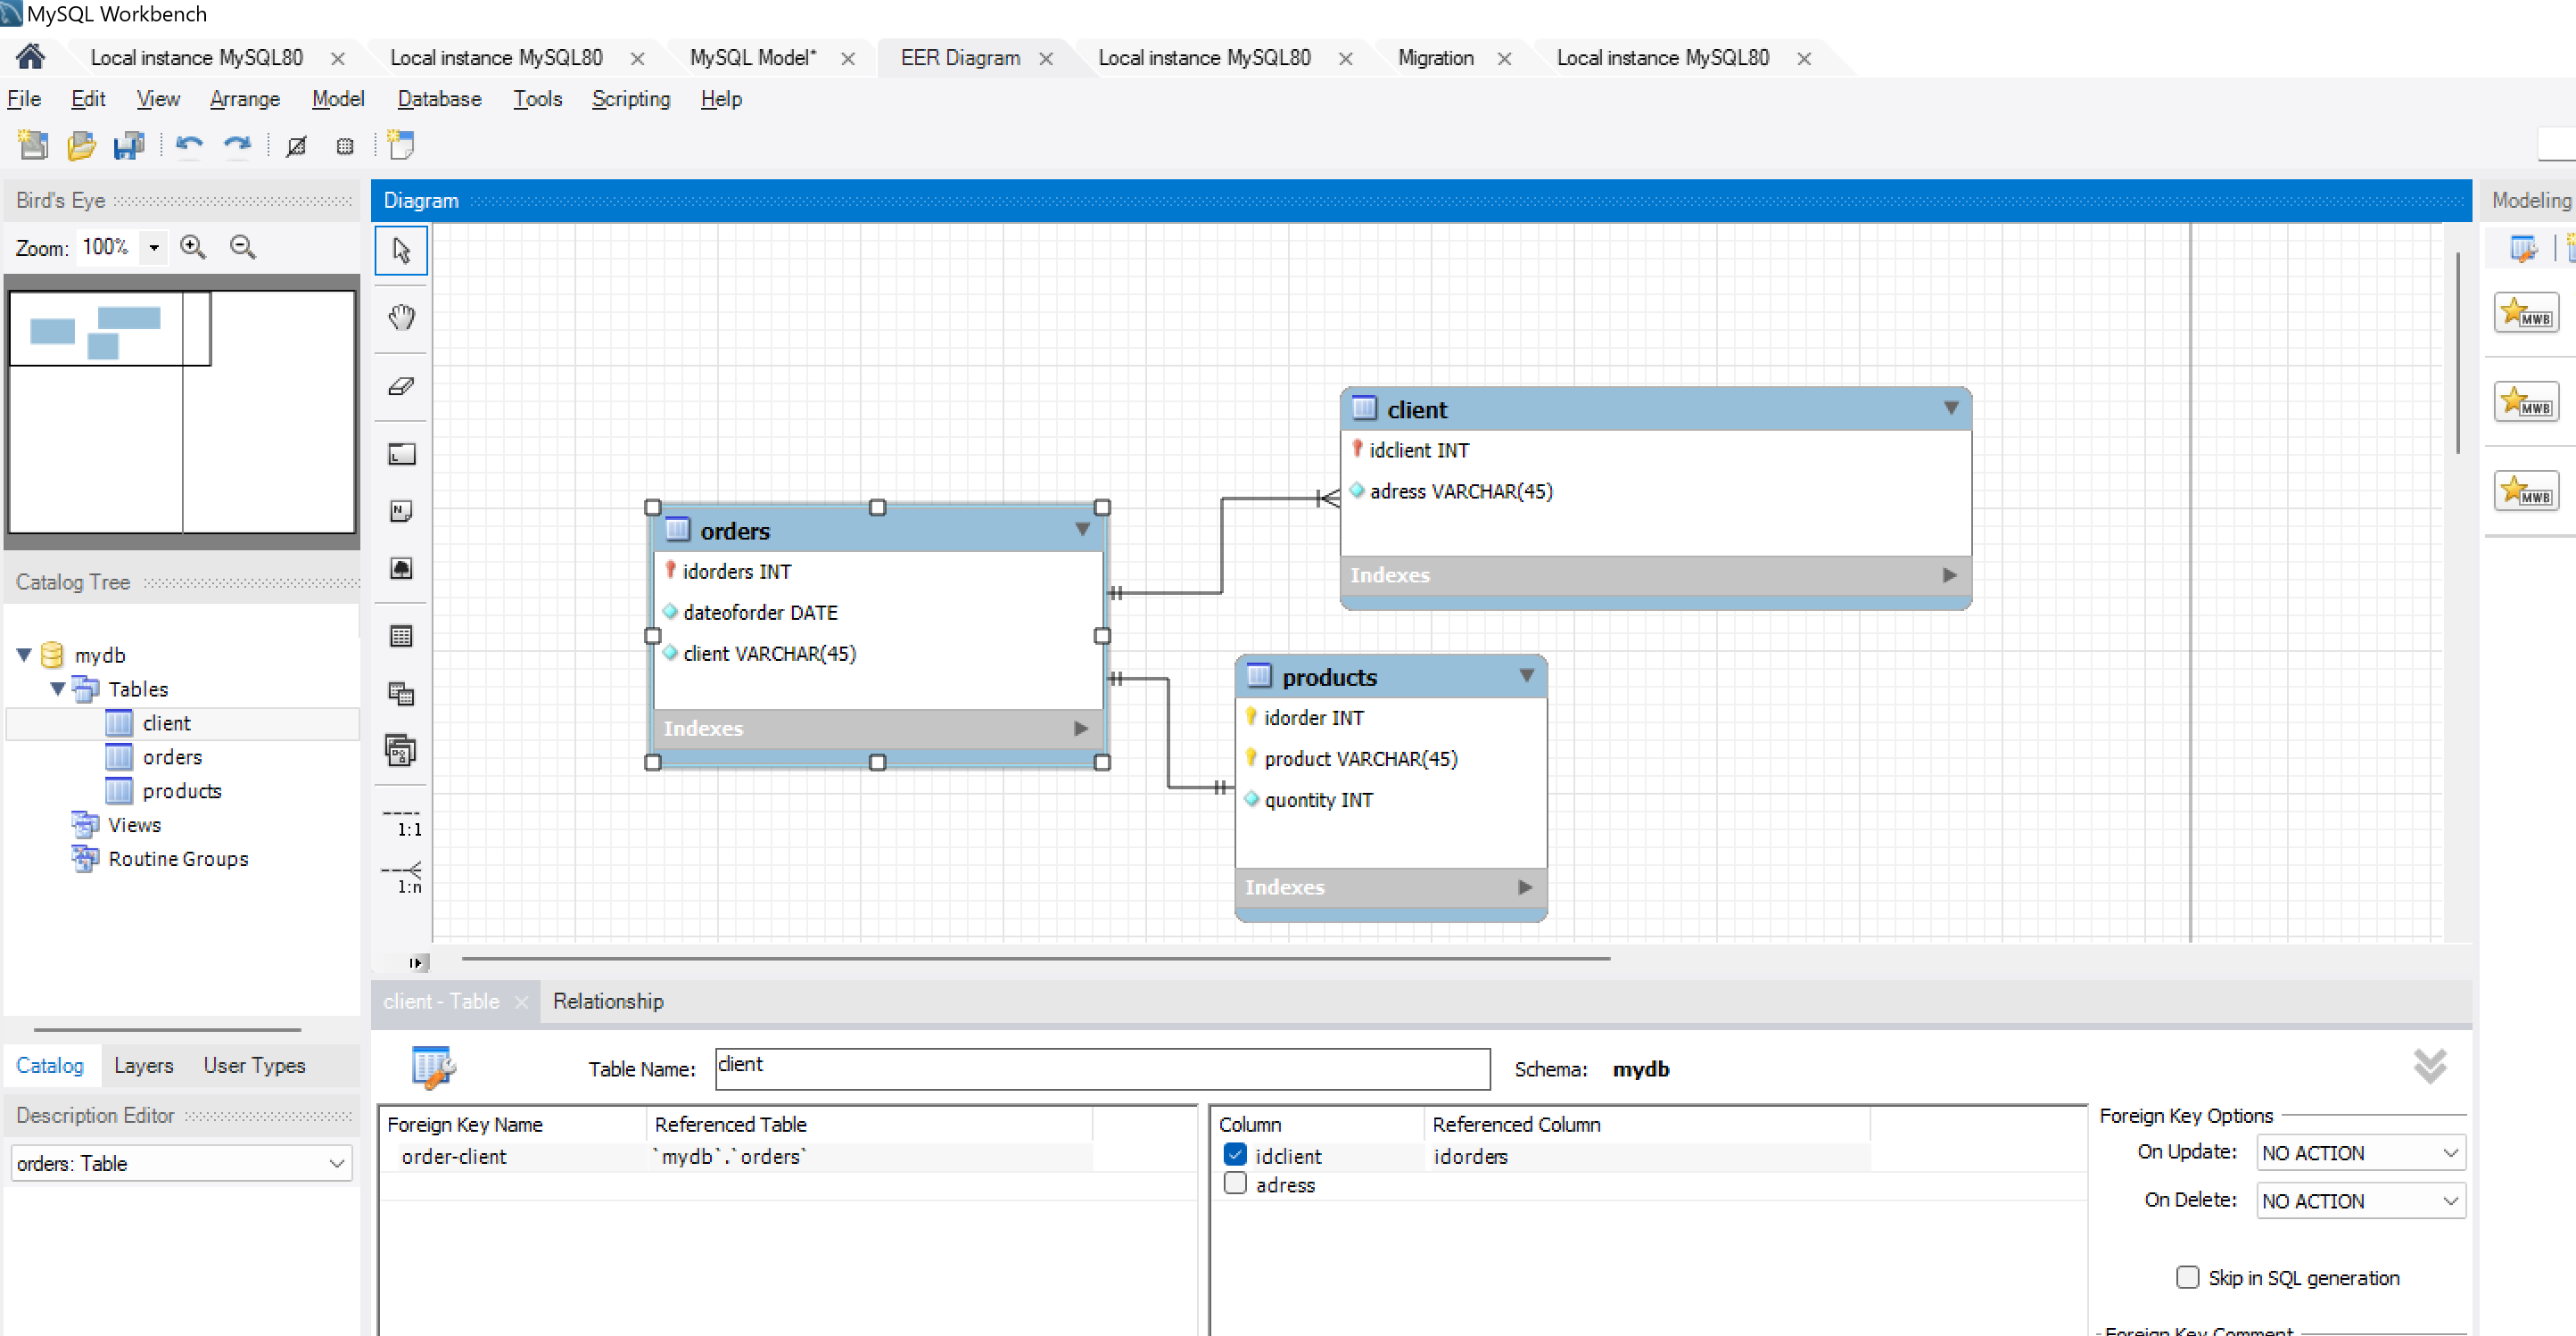 MySQL Workbench
Local instance MySQL80 Local instance MySQL80 MySQL Model* EER Diagram Local instance MySQL80 Migration Local instance MySQL80
File Edit View Arrange Model Database Tools Scripting Help
Bird's Eye
Diagram
Modeling
Zoom: 100%
MWB
MWB
MWB
client
idclient INT
adress VARCHAR(45)
Indexes
orders
idorders INT
dateoforder DATE
client VARCHAR(45)
Indexes
products
idorder INT
product VARCHAR(45)
quontity INT
Indexes
Catalog Tree
mydb
Tables
client
orders
products
Views
Routine Groups
1:1
1:n
client - Table Relationship
Catalog Layers User Types
Table Name: client Schema: mydb
Description Editor
orders: Table
Foreign Key Name Referenced Table
order-client `mydb`.`orders`
Column Referenced Column
idclient idorders
adress
Foreign Key Options
On Update: NO ACTION
On Delete: NO ACTION
Skip in SQL generation
Foreign Key Comment